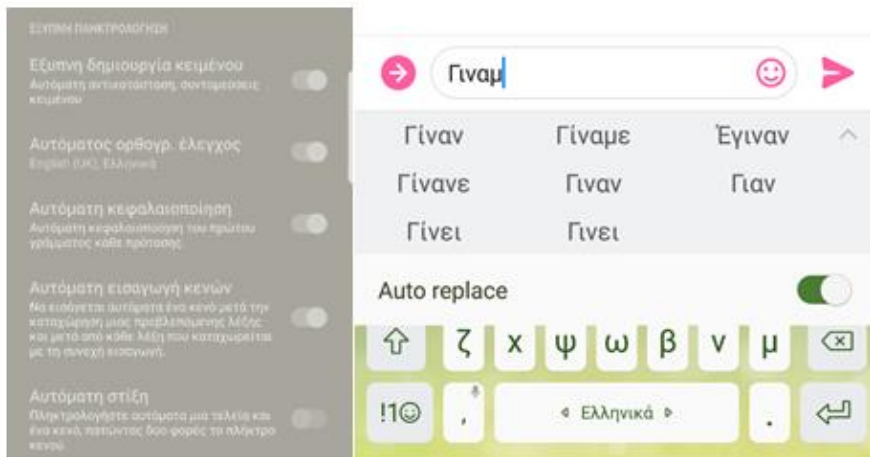 ΕΞΥΠΝΗ ΠΛΗΚΤΡΟΛΟΓΗΣΗ
Εξυπνη δημιουργία κειμένου
Αυτόματη αντικατάσταση, συντομεύσεις
κειμένου
Αυτόματος ορθογρ. έλεγχος
English (UK), Ελληνικά
Αυτόματη κεφαλαιοποίηση
Αυτόματη κεφαλαιοποίηση του πρώτου
γράμματος κάθε πρότασης.
Αυτόματη εισαγωγή κενών
Να εισάγεται αυτόματα ένα κενό μετά την
καταχώρηση μιας προβλεπόμενης λέξης
και μετά από κάθε λέξη που καταχωρείται
με τη συνεχή εισαγωγή.
Αυτόματη στίξη
Πληκτρολογήστε αυτόματα μια τελεία και
ένα κενό, πατώντας δύο φορές το πλήκτρο
κενού.
Γιναμ
Γίναν Γίναμε Έγιναν
Γίνανε Γιναν Γιαν
Γίνει Γινει
Auto replace
ζ χ ψ ω β ν μ
!1☺ , Ελληνικά .